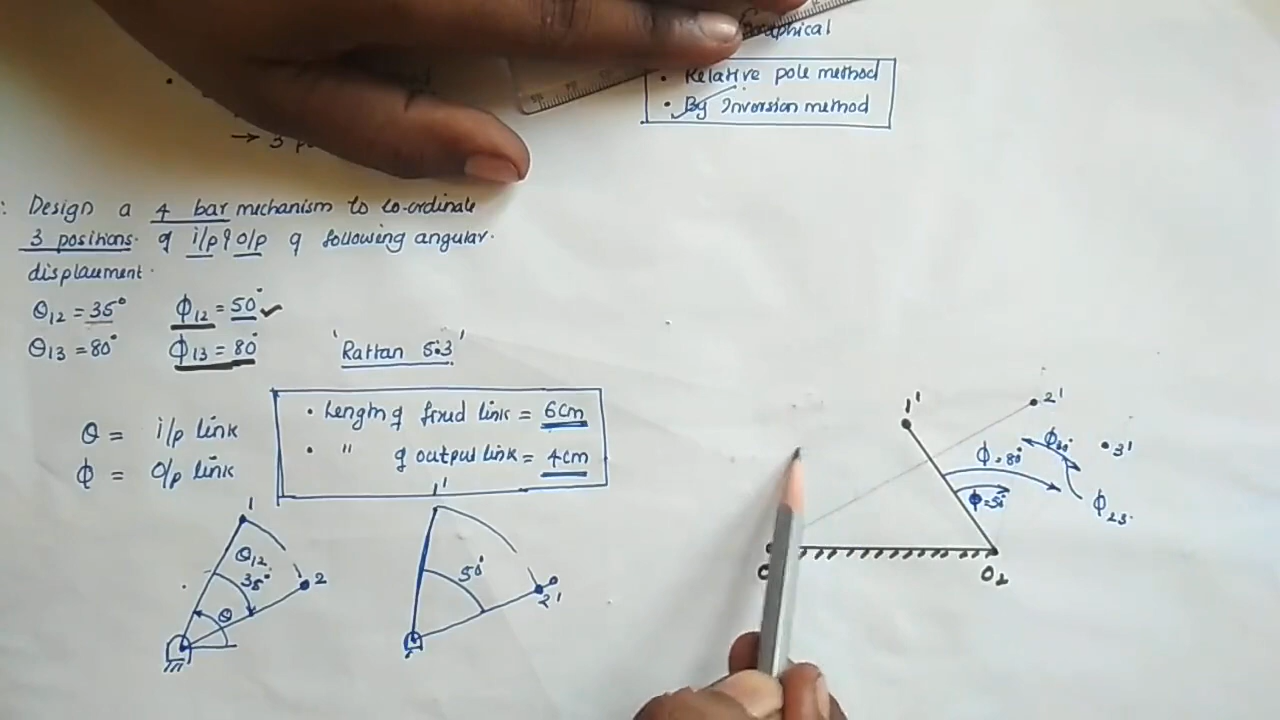 • Relative pole method
• By Inversion method
→ 3
: Design a 4 bar mechanism to co-ordinate
3 positions of i/p & o/p of following angular.
displament.
θ12 = 35° ϕ12 = 50° ✓
θ13 = 80° ϕ13 = 80°
'Rattan 5.3'
θ = i/p link
ϕ = o/p link
• Length of fixed link = 6cm
• " of output link = 4cm
1
θ12
35°
θ
2
1'
50°
2'
1'
2'
3'
ϕ = 80°
ϕ = 50°
ϕ23.
O2